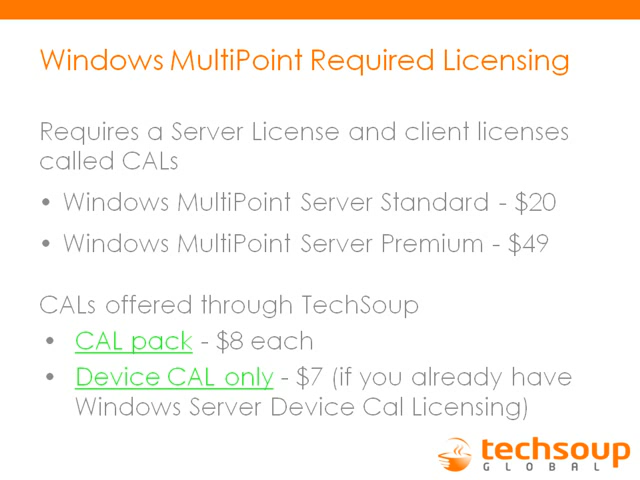 Windows MultiPoint Required Licensing
Requires a Server License and client licenses
called CALs
• Windows MultiPoint Server Standard - $20
• Windows MultiPoint Server Premium - $49
CALs offered through TechSoup
• CAL pack - $8 each
• Device CAL only - $7 (if you already have
Windows Server Device Cal Licensing)
techsoup
GLOBAL